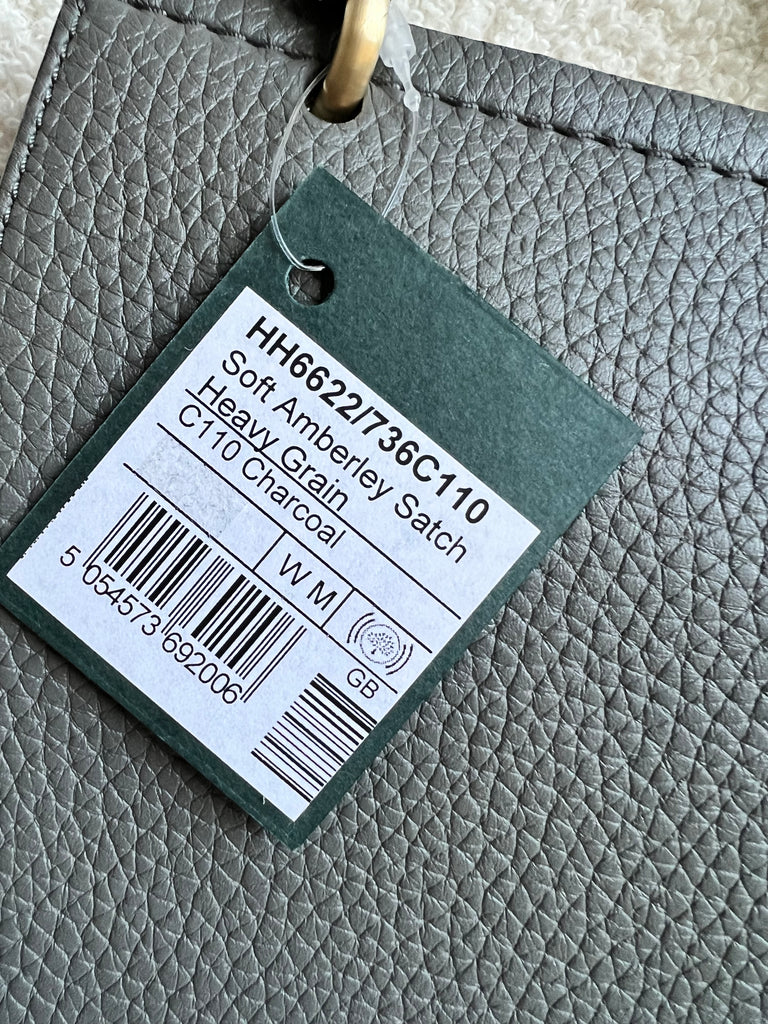 HH6622/736C110
Soft Amberley Satch
Heavy Grain
C110 Charcoal
W M
GB
5 054573 692006